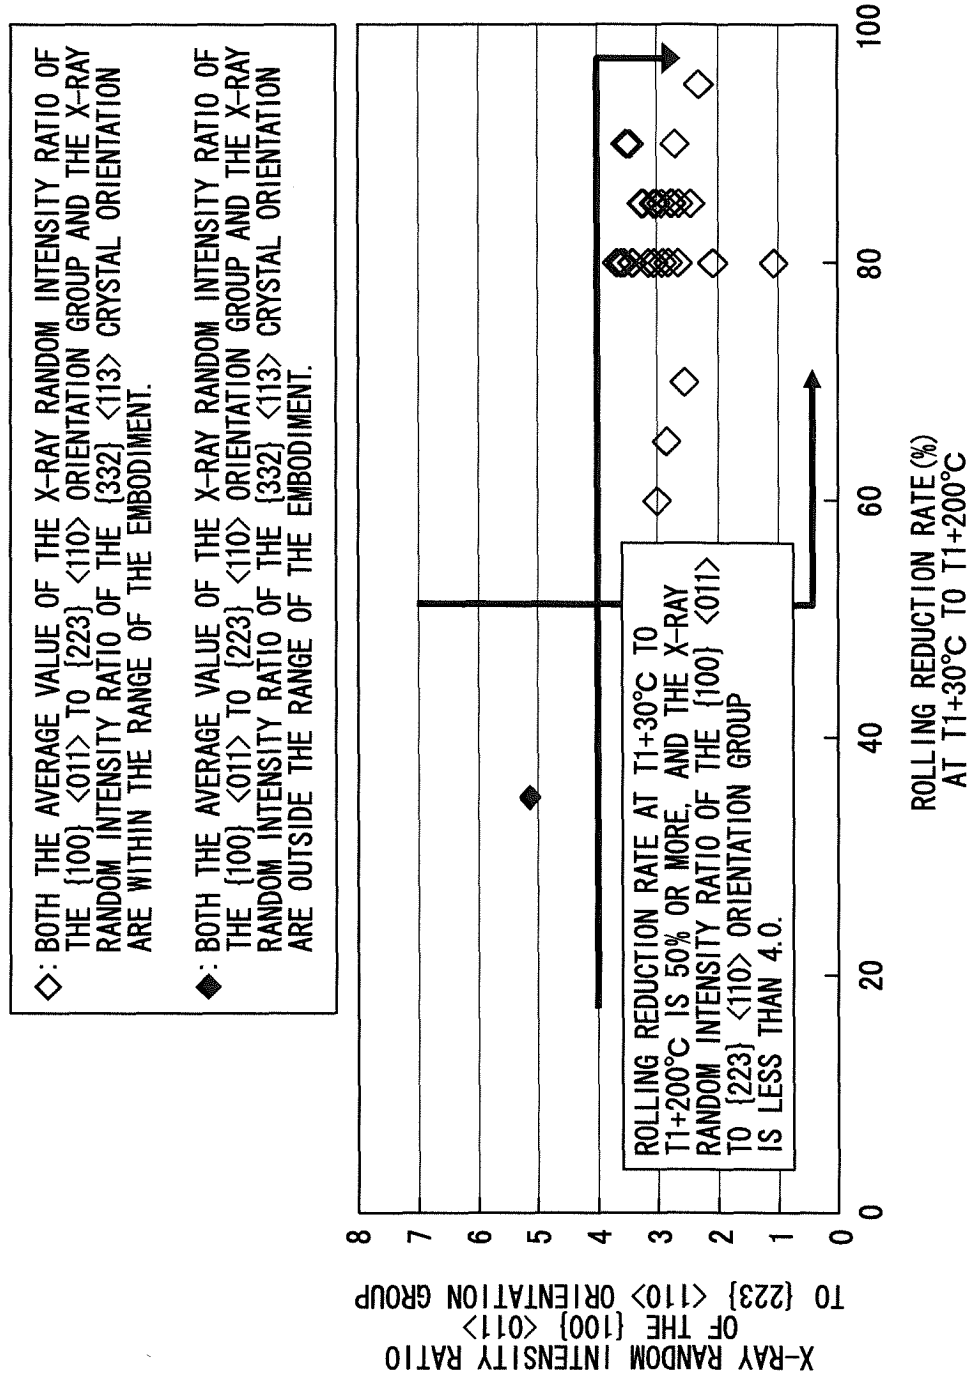 ◇: BOTH THE AVERAGE VALUE OF THE X-RAY RANDOM INTENSITY RATIO OF
THE {100} <011> TO {223} <110> ORIENTATION GROUP AND THE X-RAY
RANDOM INTENSITY RATIO OF THE {332} <113> CRYSTAL ORIENTATION
ARE WITHIN THE RANGE OF THE EMBODIMENT.
◆: BOTH THE AVERAGE VALUE OF THE X-RAY RANDOM INTENSITY RATIO OF
THE {100} <011> TO {223} <110> ORIENTATION GROUP AND THE X-RAY
RANDOM INTENSITY RATIO OF THE {332} <113> CRYSTAL ORIENTATION
ARE OUTSIDE THE RANGE OF THE EMBODIMENT.
X-RAY RANDOM INTENSITY RATIO
OF THE {100} <011>
TO {223} <110> ORIENTATION GROUP
8
7
6
5
4
3
2
1
0
ROLLING REDUCTION RATE AT T1+30°C TO
T1+200°C IS 50% OR MORE, AND THE X-RAY
RANDOM INTENSITY RATIO OF THE {100} <011>
TO {223} <110> ORIENTATION GROUP
IS LESS THAN 4.0.
0
20
40
60
80
100
ROLLING REDUCTION RATE(%)
AT T1+30°C TO T1+200°C